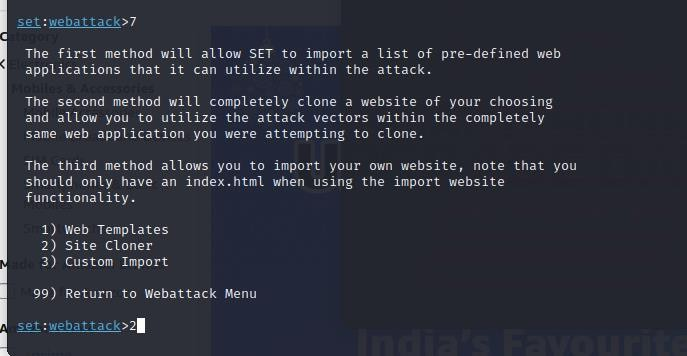 set:webattack>7
The first method will allow SET to import a list of pre-defined web
applications that it can utilize within the attack.
The second method will completely clone a website of your choosing
and allow you to utilize the attack vectors within the completely
same web application you were attempting to clone.
The third method allows you to import your own website, note that you
should only have an index.html when using the import website
functionality.
1) Web Templates
2) Site Cloner
3) Custom Import
99) Return to Webattack Menu
set:webattack>2
Category
Mobiles & Accessories
India's Favourite